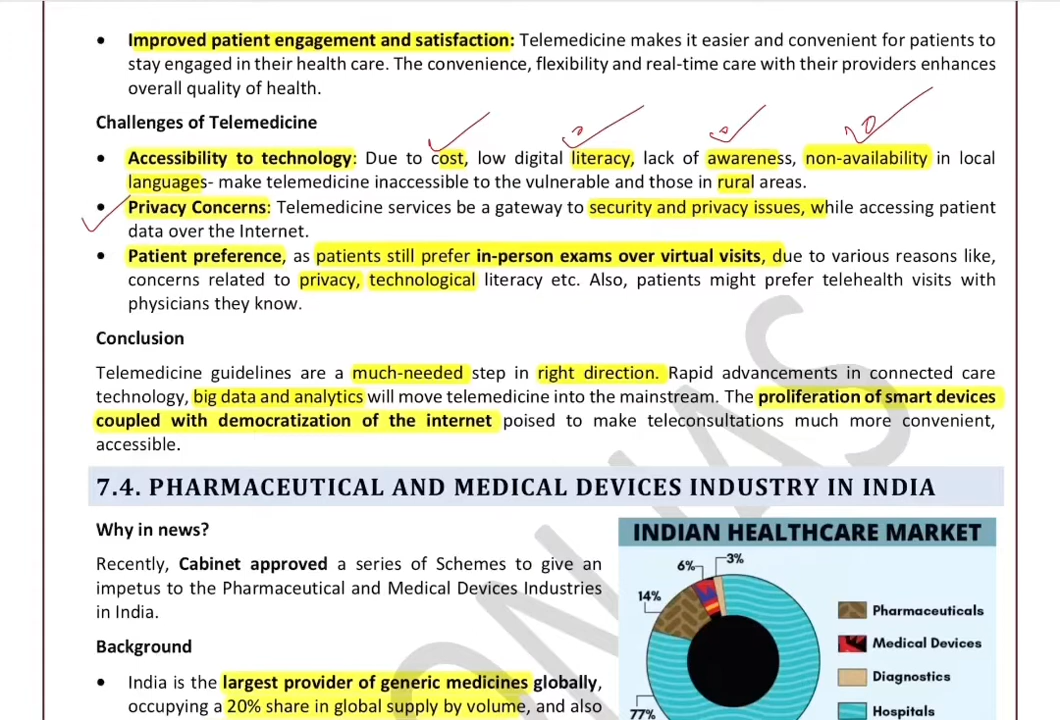 • Improved patient engagement and satisfaction: Telemedicine makes it easier and convenient for patients to
stay engaged in their health care. The convenience, flexibility and real-time care with their providers enhances
overall quality of health.
Challenges of Telemedicine
• Accessibility to technology: Due to cost, low digital literacy, lack of awareness, non-availability in local
languages- make telemedicine inaccessible to the vulnerable and those in rural areas.
• Privacy Concerns: Telemedicine services be a gateway to security and privacy issues, while accessing patient
data over the Internet.
• Patient preference, as patients still prefer in-person exams over virtual visits, due to various reasons like,
concerns related to privacy, technological literacy etc. Also, patients might prefer telehealth visits with
physicians they know.
Conclusion
Telemedicine guidelines are a much-needed step in right direction. Rapid advancements in connected care
technology, big data and analytics will move telemedicine into the mainstream. The proliferation of smart devices
coupled with democratization of the internet poised to make teleconsultations much more convenient,
accessible.
7.4. PHARMACEUTICAL AND MEDICAL DEVICES INDUSTRY IN INDIA
Why in news?
Recently, Cabinet approved a series of Schemes to give an
impetus to the Pharmaceutical and Medical Devices Industries
in India.
Background
• India is the largest provider of generic medicines globally,
occupying a 20% share in global supply by volume, and also
INDIAN HEALTHCARE MARKET
3%
6%
14%
77%
Pharmaceuticals
Medical Devices
Diagnostics
Hospitals